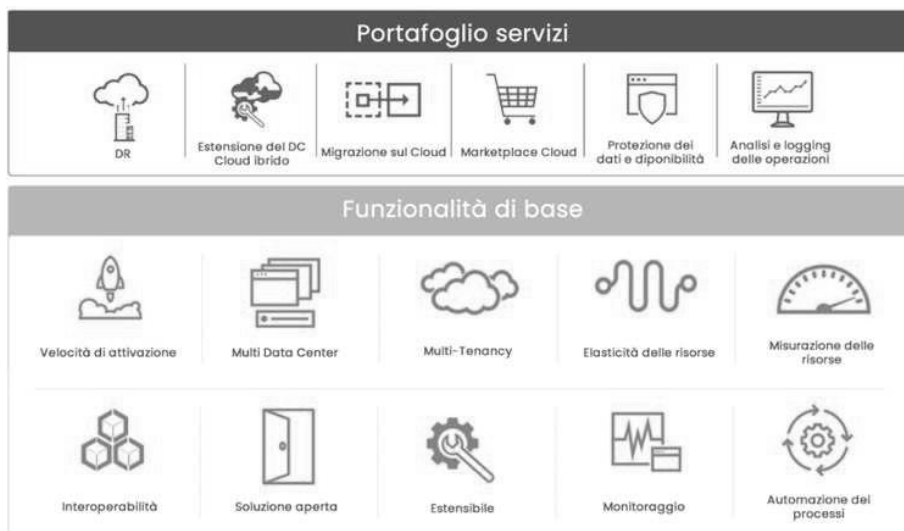 Portafoglio servizi
DR
Estensione del DC
Cloud ibrido
Migrazione sul Cloud
Marketplace Cloud
Protezione dei
dati e diponibilità
Analisi e logging
delle operazioni
Funzionalità di base
Velocità di attivazione
Multi Data Center
Multi-Tenancy
Elasticità delle risorse
Misurazione delle
risorse
Interoperabilità
Soluzione aperta
Estensibile
Monitoraggio
Automazione dei
processi